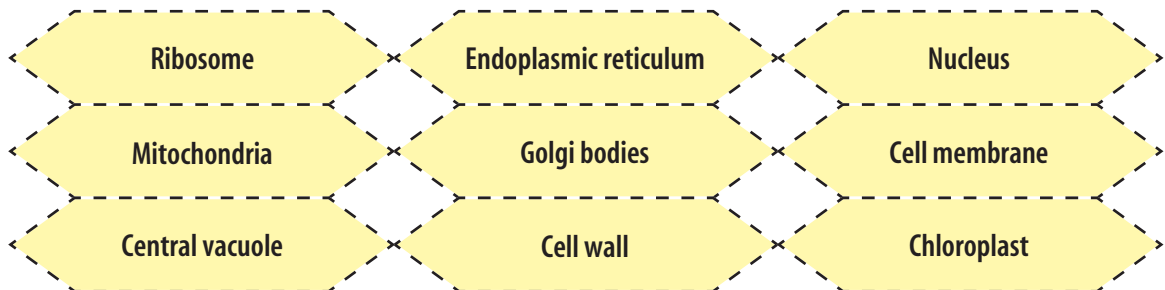 Ribosome
Endoplasmic reticulum
Nucleus
Mitochondria
Golgi bodies
Cell membrane
Central vacuole
Cell wall
Chloroplast